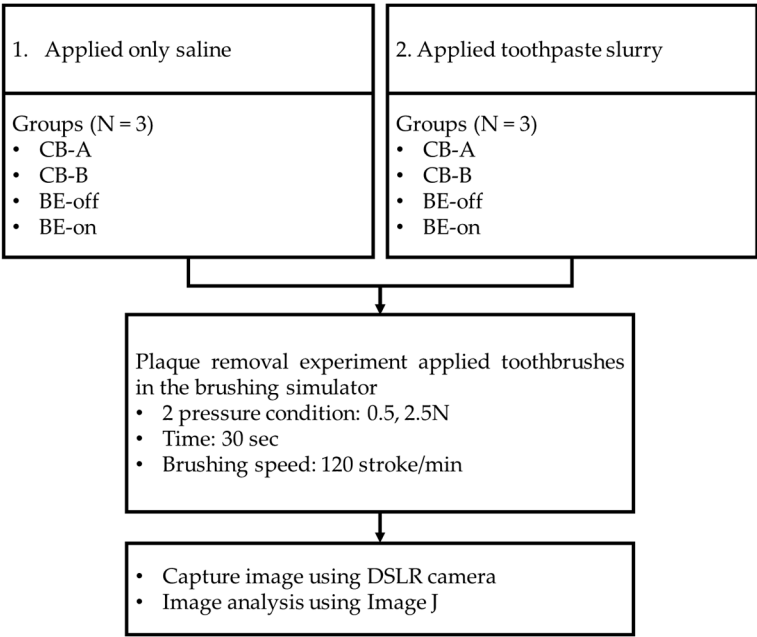 1. Applied only saline
Groups (N = 3)
• CB-A
• CB-B
• BE-off
• BE-on
2. Applied toothpaste slurry
Groups (N = 3)
• CB-A
• CB-B
• BE-off
• BE-on
Plaque removal experiment applied toothbrushes
in the brushing simulator
• 2 pressure condition: 0.5, 2.5N
• Time: 30 sec
• Brushing speed: 120 stroke/min
• Capture image using DSLR camera
• Image analysis using Image J